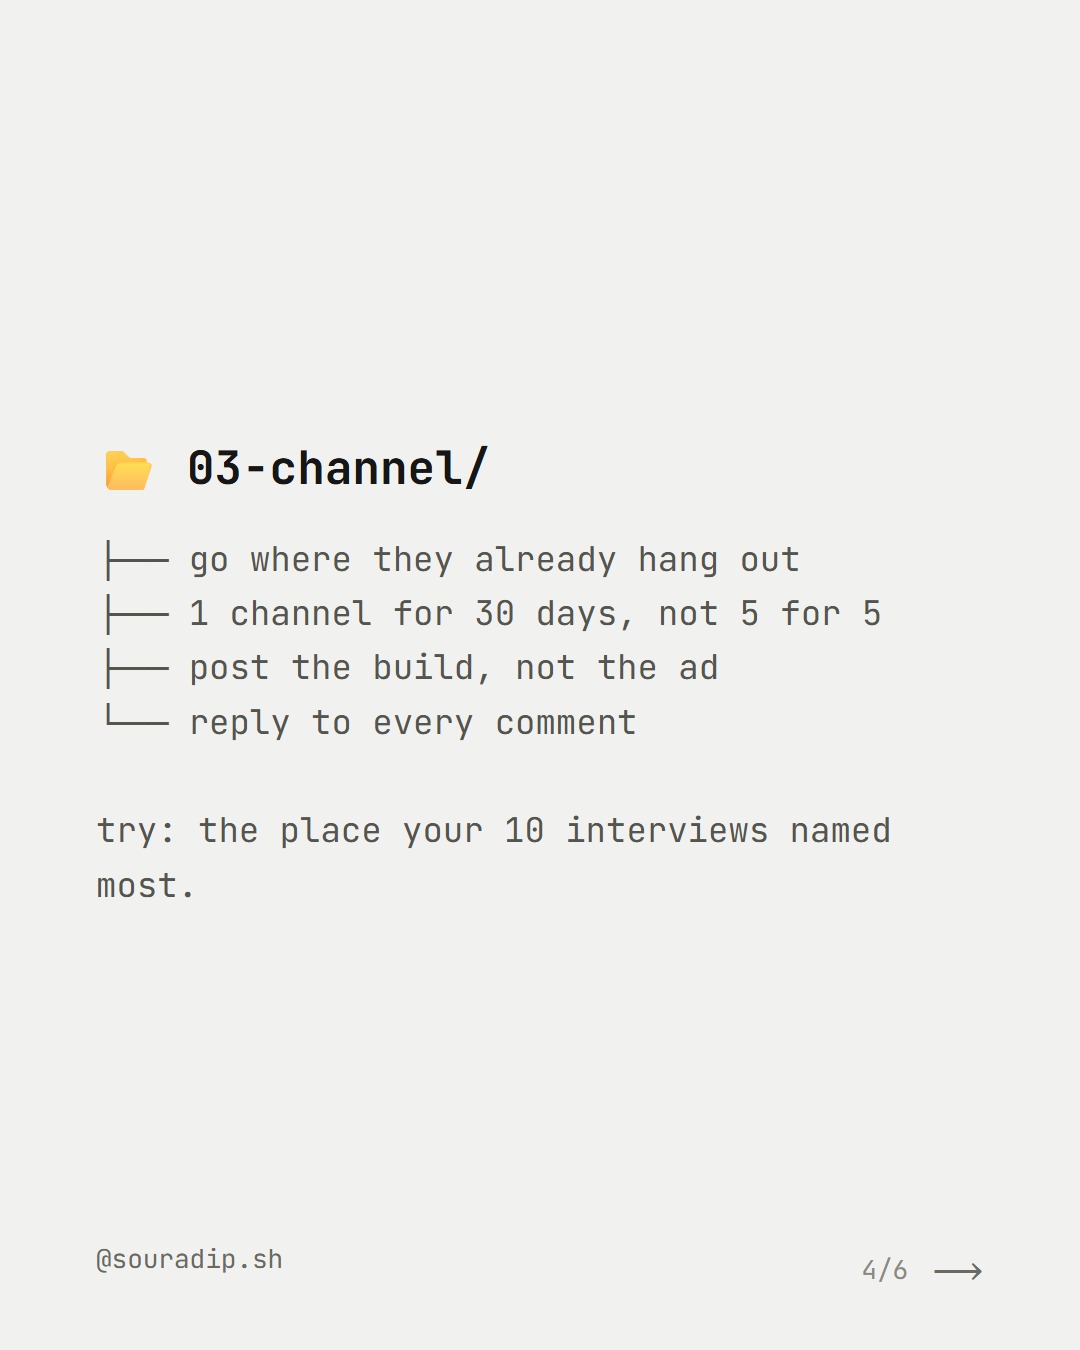 📂 03-channel/
├── go where they already hang out
├── 1 channel for 30 days, not 5 for 5
├── post the build, not the ad
└── reply to every comment
try: the place your 10 interviews named
most.
@souradip.sh
4/6 ⟶